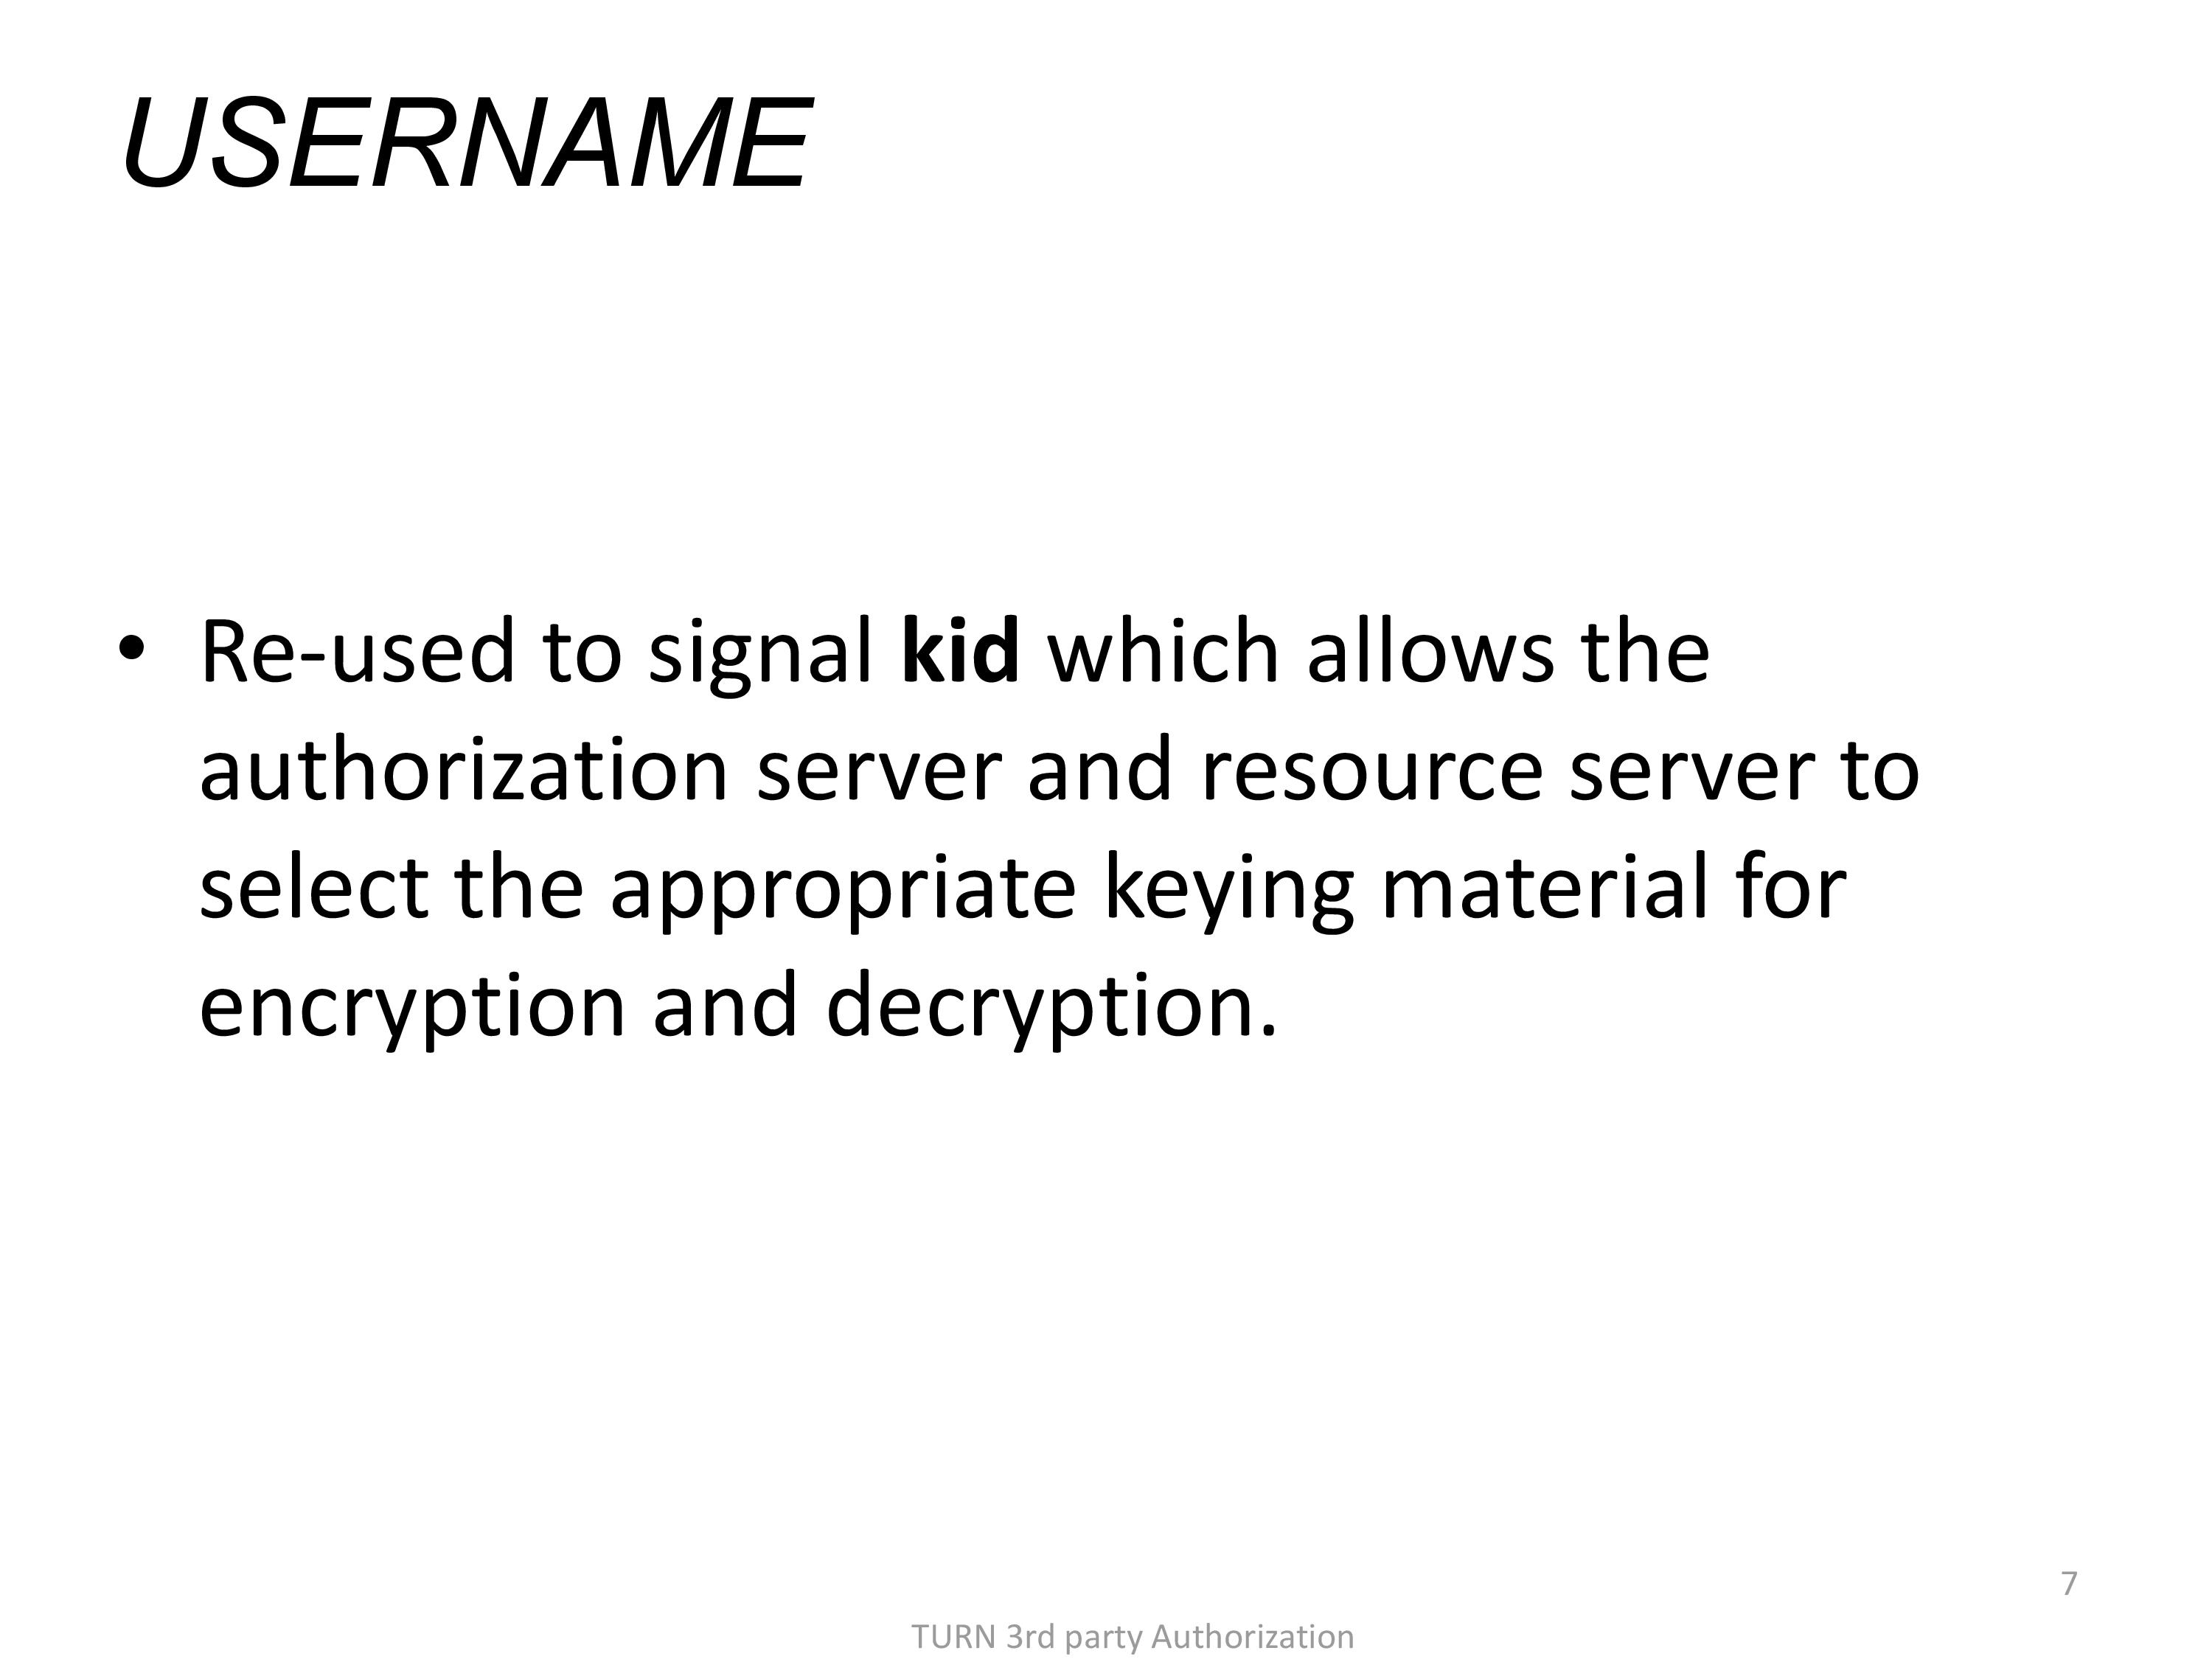 USERNAME
• Re-used to signal kid which allows the
authorization server and resource server to
select the appropriate keying material for
encryption and decryption.
7
TURN 3rd party Authorization